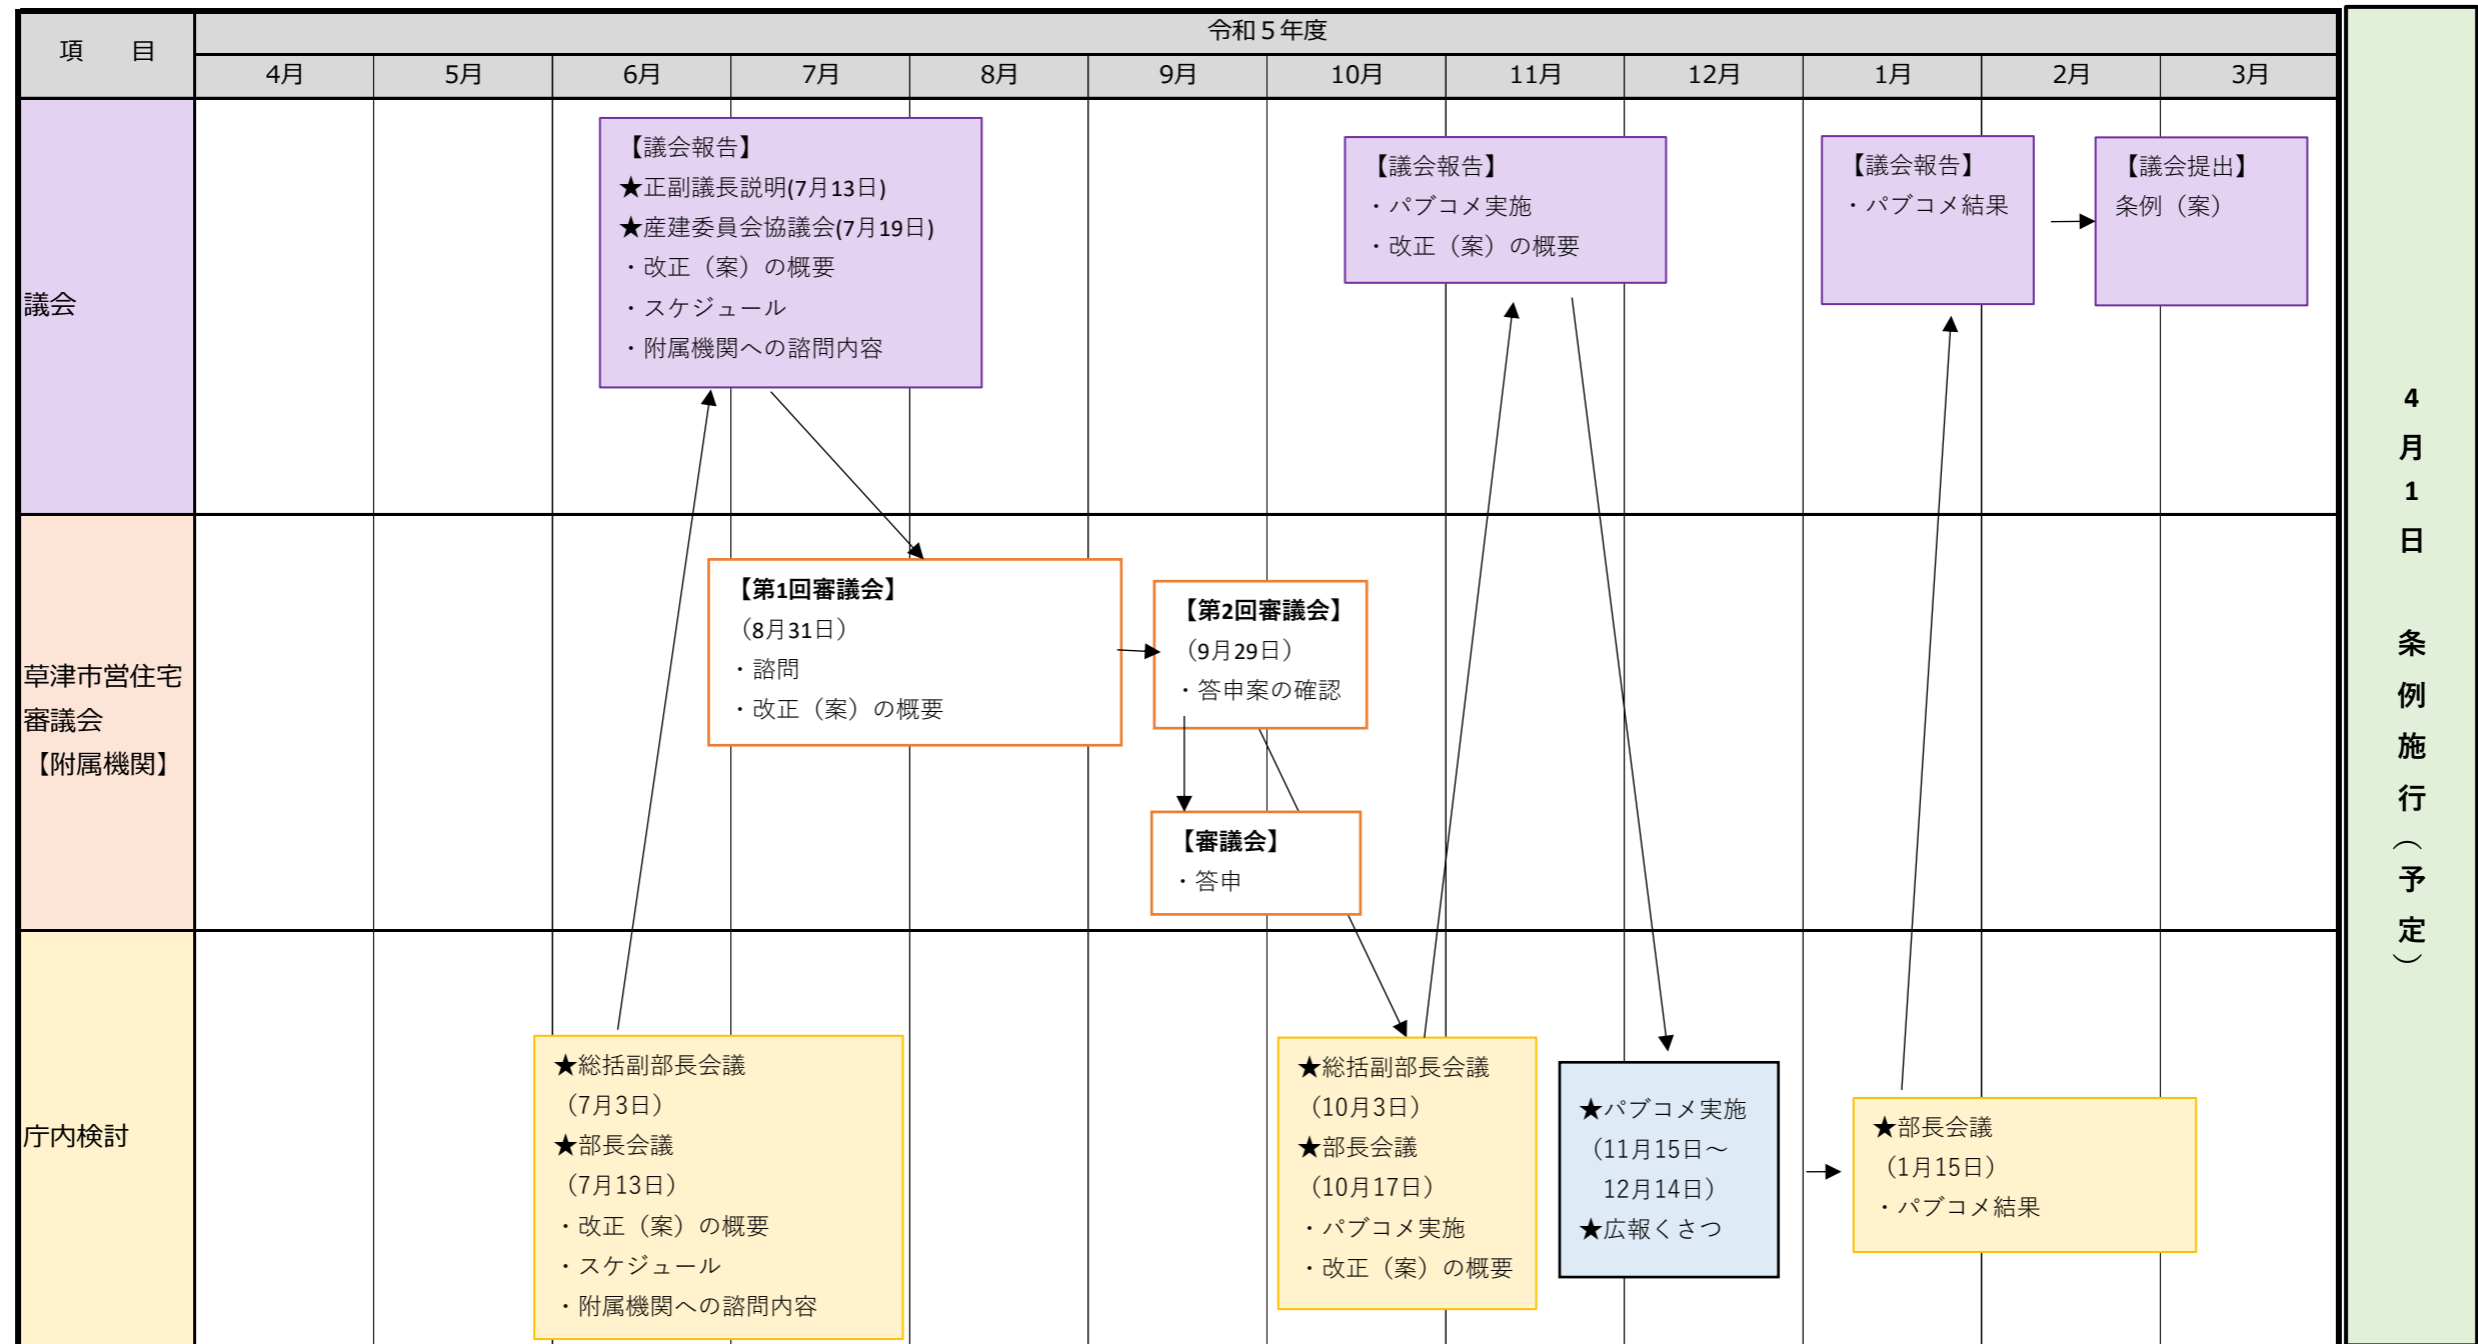 項　目
令和５年度
4月
5月
6月
7月
8月
9月
10月
11月
12月
1月
2月
3月
議会
【議会報告】
★正副議長説明(7月13日)
★産建委員会協議会(7月19日)
・改正（案）の概要
・スケジュール
・附属機関への諮問内容
【議会報告】
・パブコメ実施
・改正（案）の概要
【議会報告】
・パブコメ結果
【議会提出】
条例（案）
草津市営住宅
審議会
【附属機関】
【第1回審議会】
（8月31日）
・諮問
・改正（案）の概要
【第2回審議会】
（9月29日）
・答申案の確認
【審議会】
・答申
庁内検討
★総括副部長会議
（7月3日）
★部長会議
（7月13日）
・改正（案）の概要
・スケジュール
・附属機関への諮問内容
★総括副部長会議
（10月3日）
★部長会議
（10月17日）
・パブコメ実施
・改正（案）の概要
★パブコメ実施
（11月15日～
12月14日）
★広報くさつ
★部長会議
（1月15日）
・パブコメ結果
4月1日　条例施行（予定）